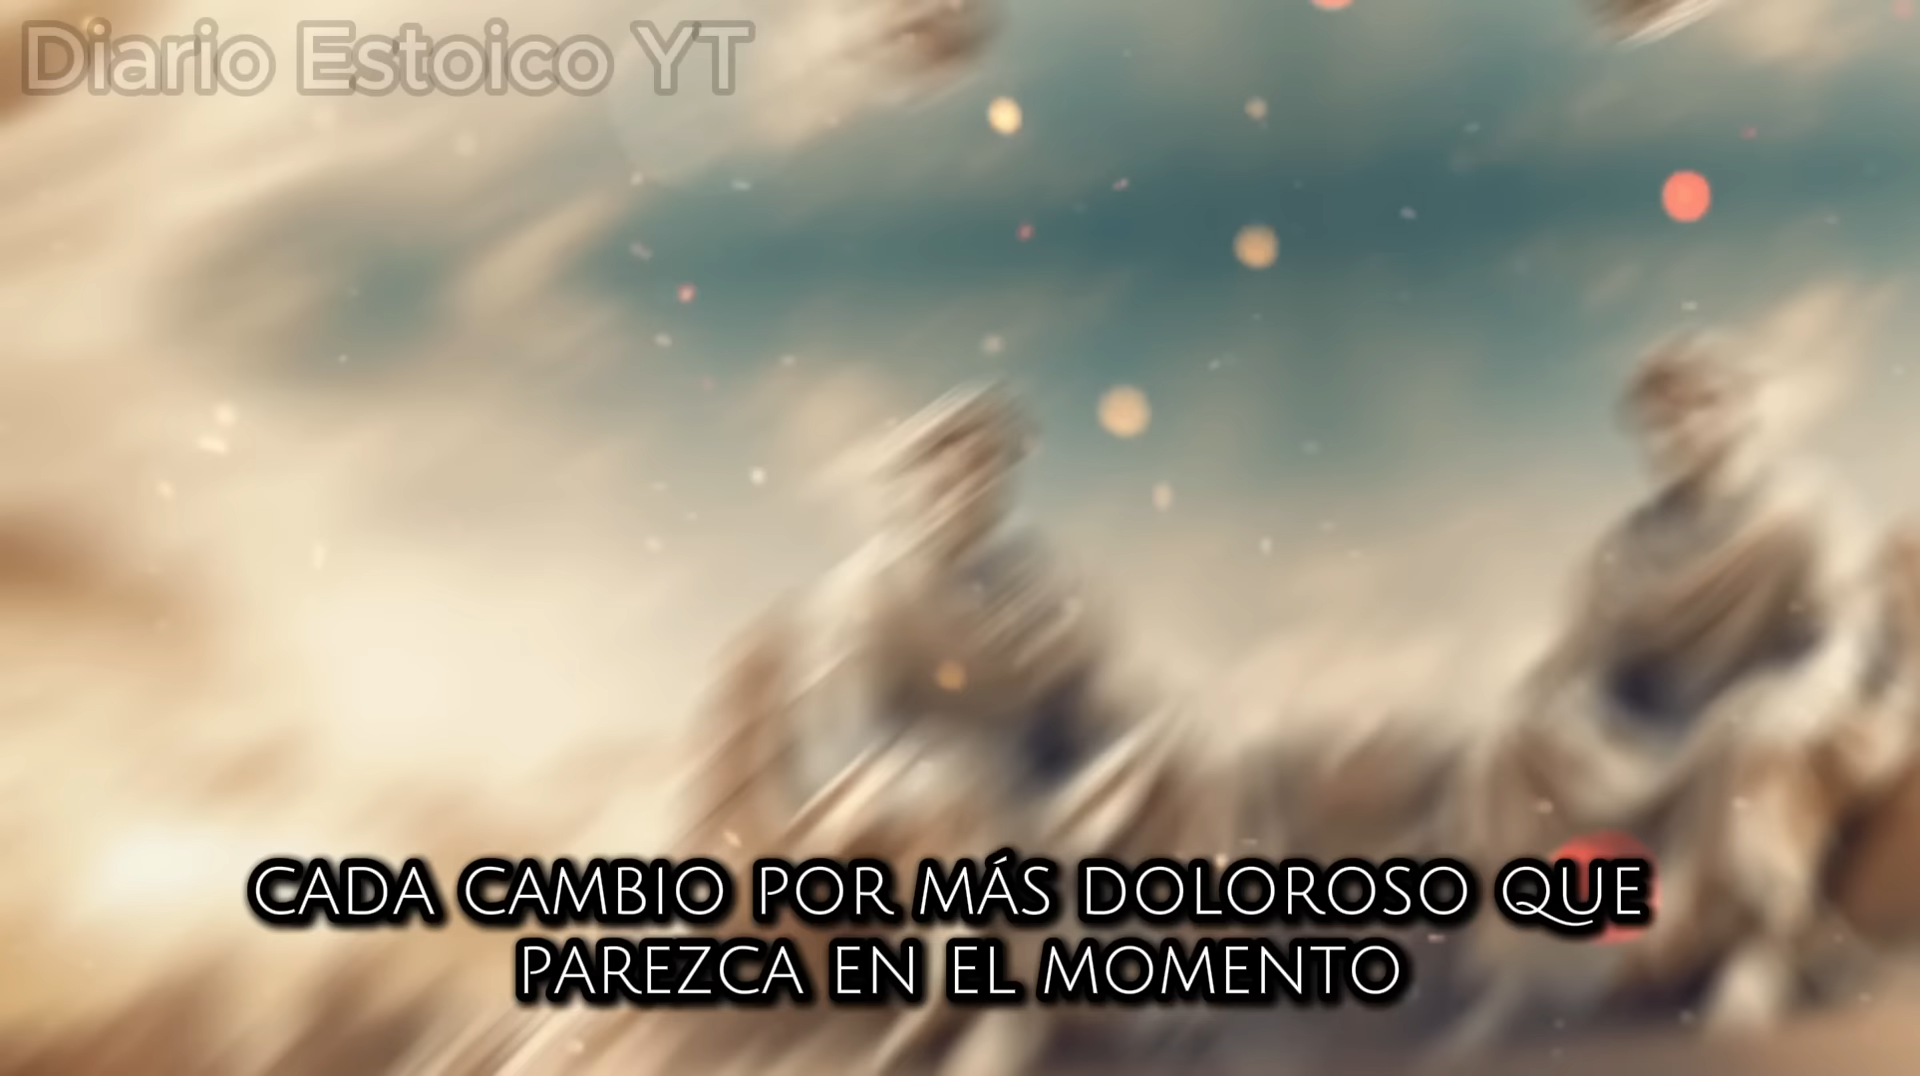 Diario Estoico YT
CADA CAMBIO POR MÁS DOLOROSO QUE
PAREZCA EN EL MOMENTO